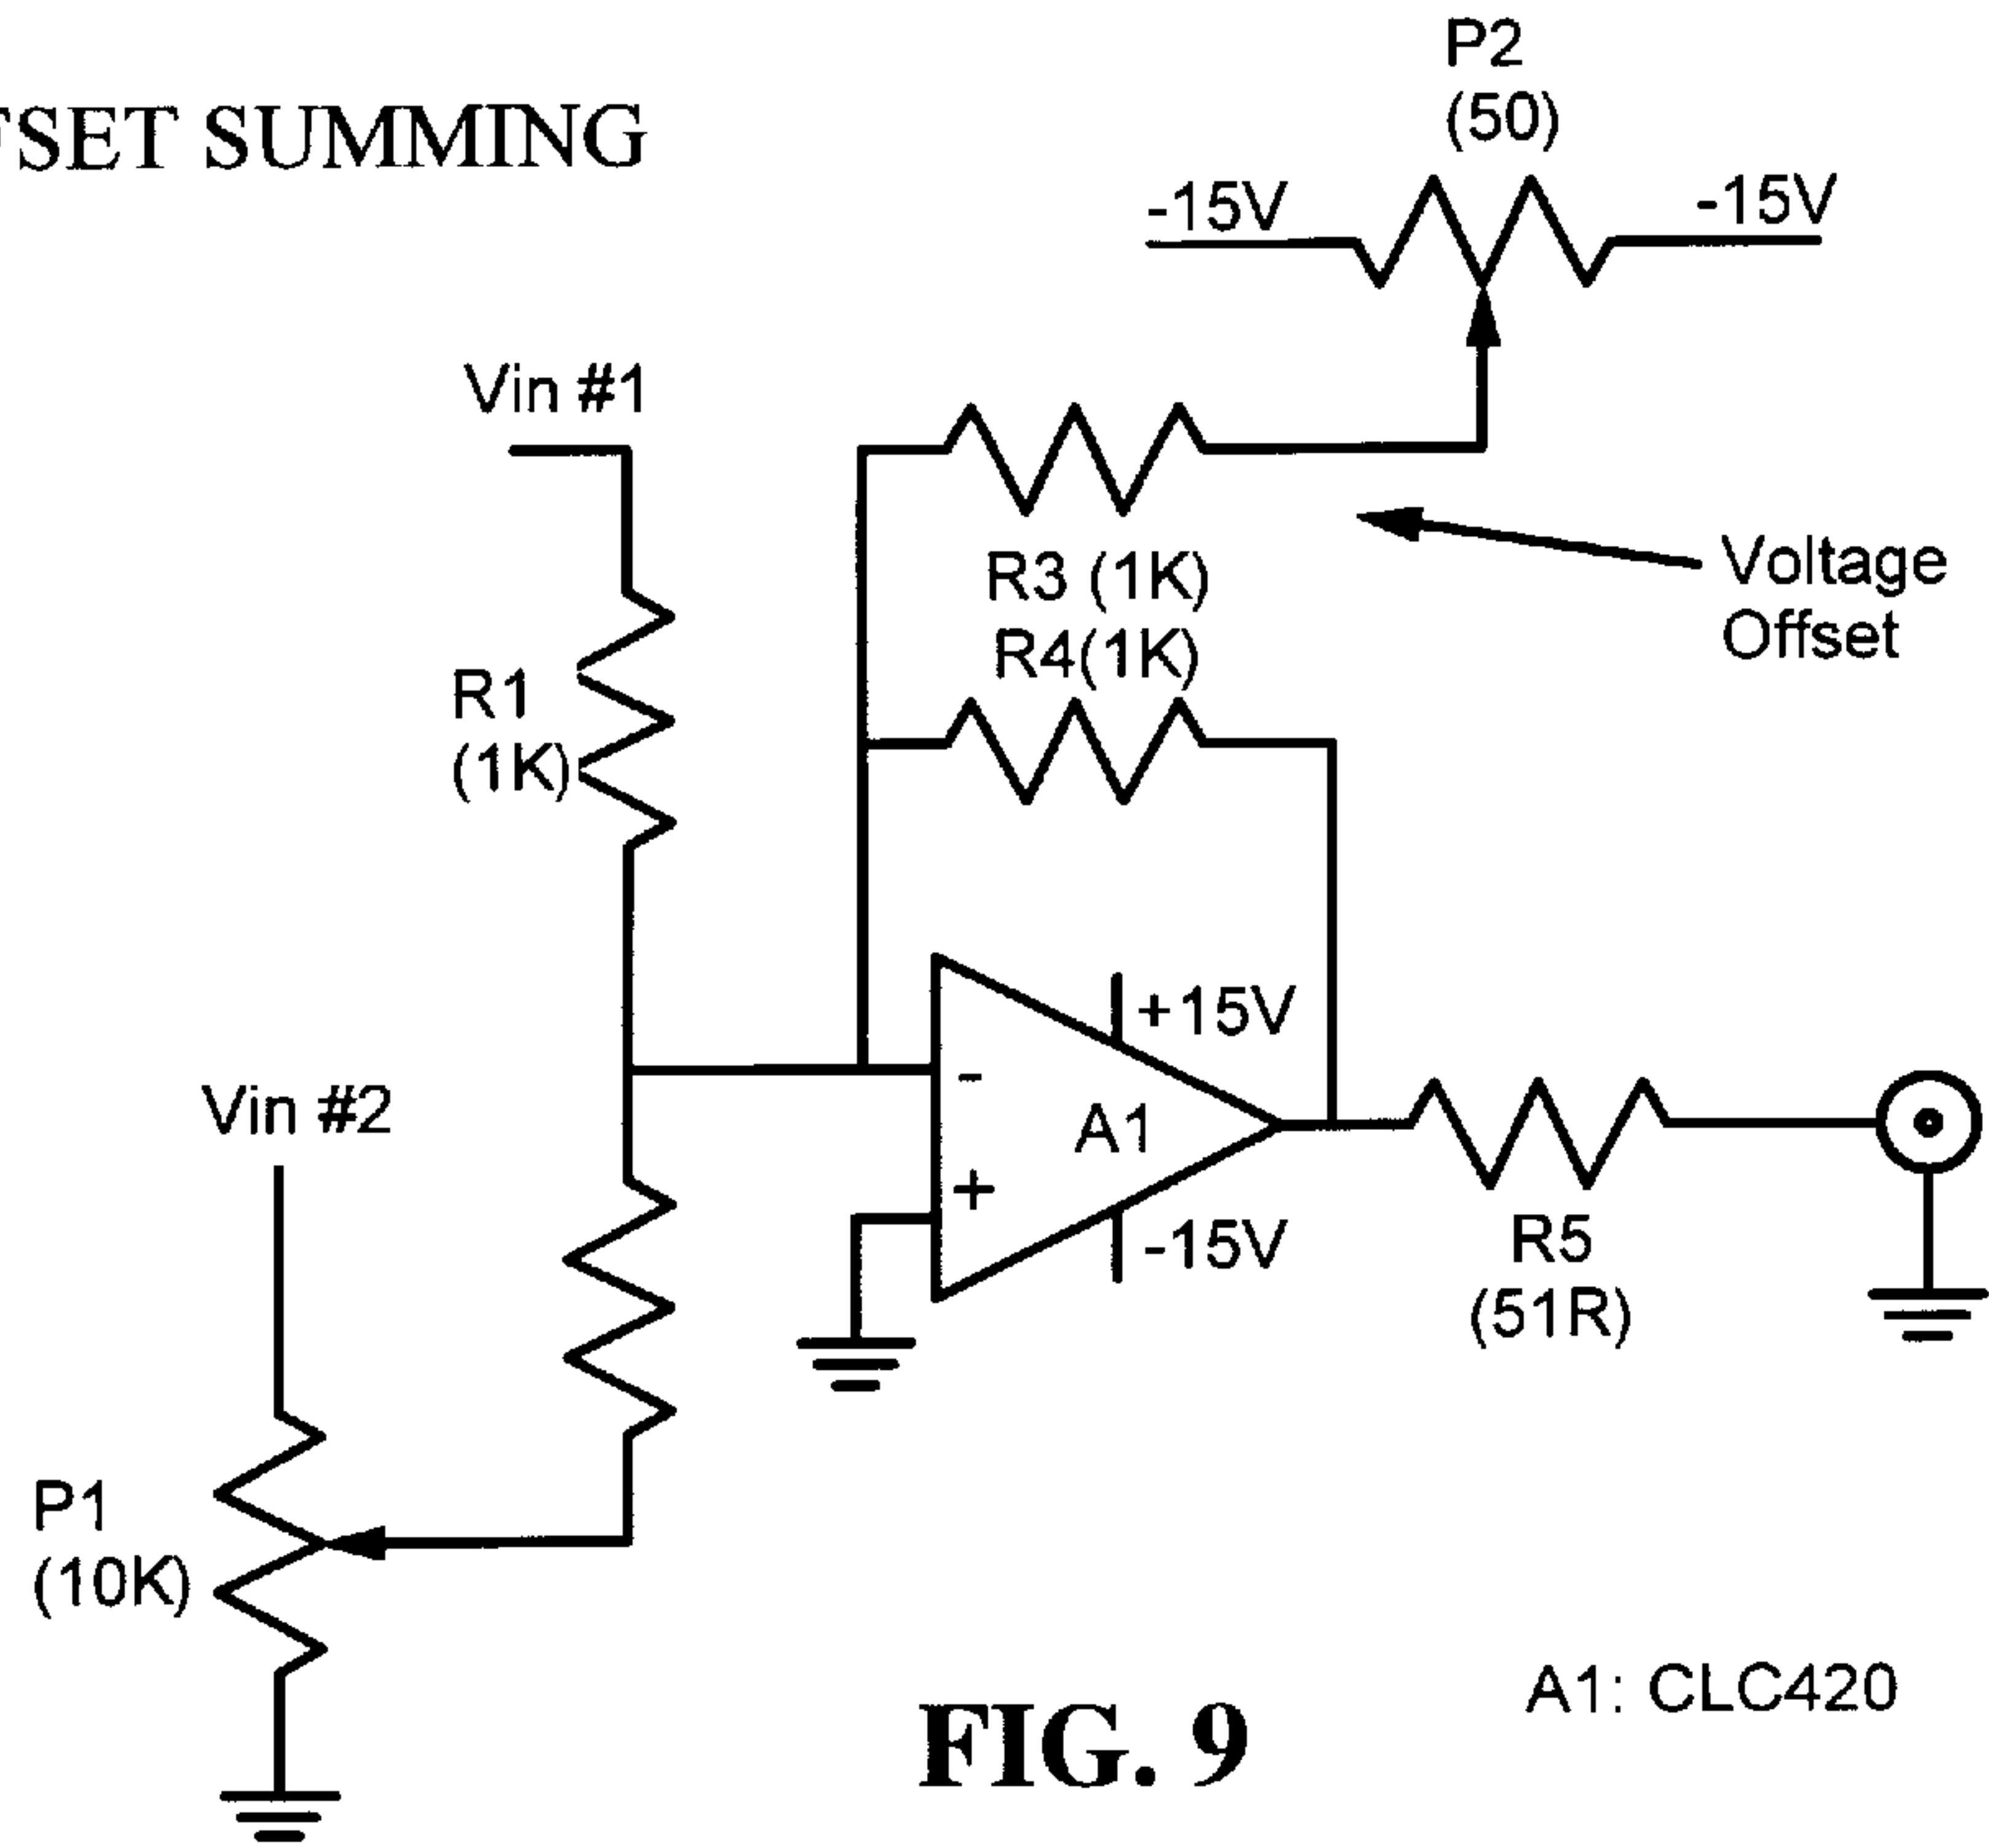 SET SUMMING
P2
(50)
-15V
-15V
Vin #1
R3 (1K)
R4(1K)
Voltage
Offset
R1
(1K)
Vin #2
+15V
-
A1
+
-15V
R5
(51R)
P1
(10K)
A1: CLC420
FIG. 9